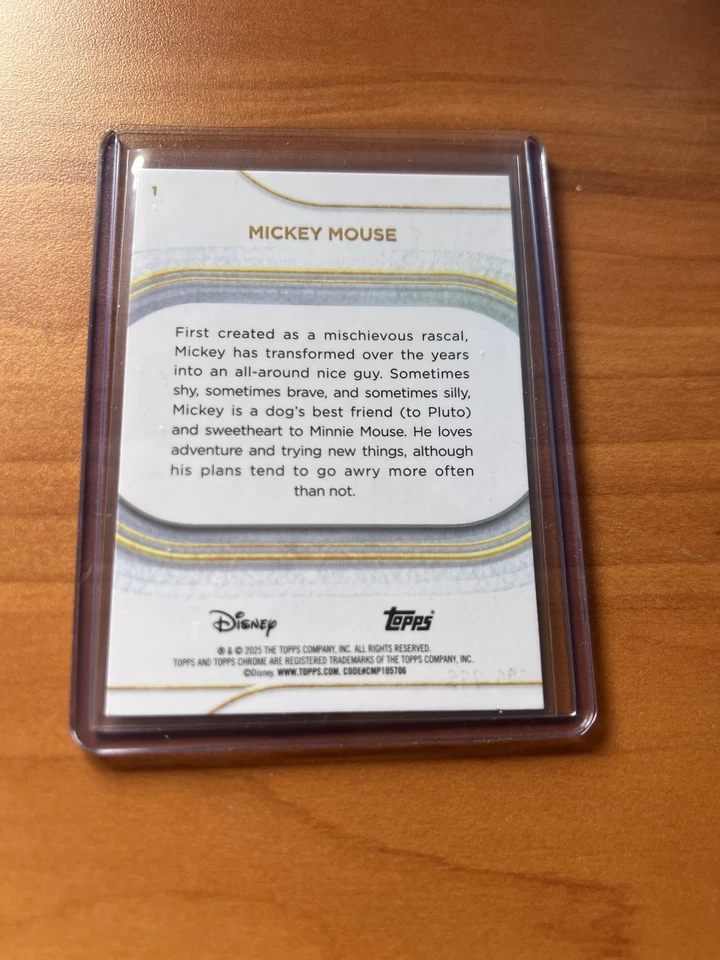 1
MICKEY MOUSE
First created as a mischievous rascal,
Mickey has transformed over the years
into an all-around nice guy. Sometimes
shy, sometimes brave, and sometimes silly,
Mickey is a dog's best friend (to Pluto)
and sweetheart to Minnie Mouse. He loves
adventure and trying new things, although
his plans tend to go awry more often
than not.
Disney topps
® & © 2025 THE TOPPS COMPANY, INC. ALL RIGHTS RESERVED.
TOPPS AND TOPPS CHROME ARE REGISTERED TRADEMARKS OF THE TOPPS COMPANY, INC.
©Disney. WWW.TOPPS.COM. CODE#CMP105706